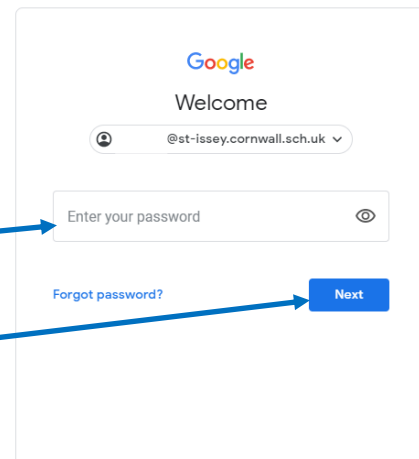 Google
Welcome
@st-issey.cornwall.sch.uk
Enter your password
Forgot password?
Next